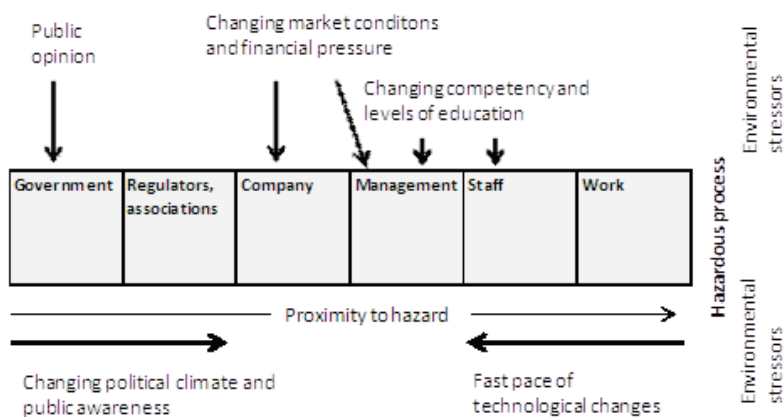 Public
opinion
Changing market conditons
and financial pressure
Changing competency and
levels of education
Environmental
stressors
Government
Regulators,
associations
Company
Management
Staff
Work
Hazardous process
Proximity to hazard
Changing political climate and
public awareness
Fast pace of
technological changes
Environmental
stressors